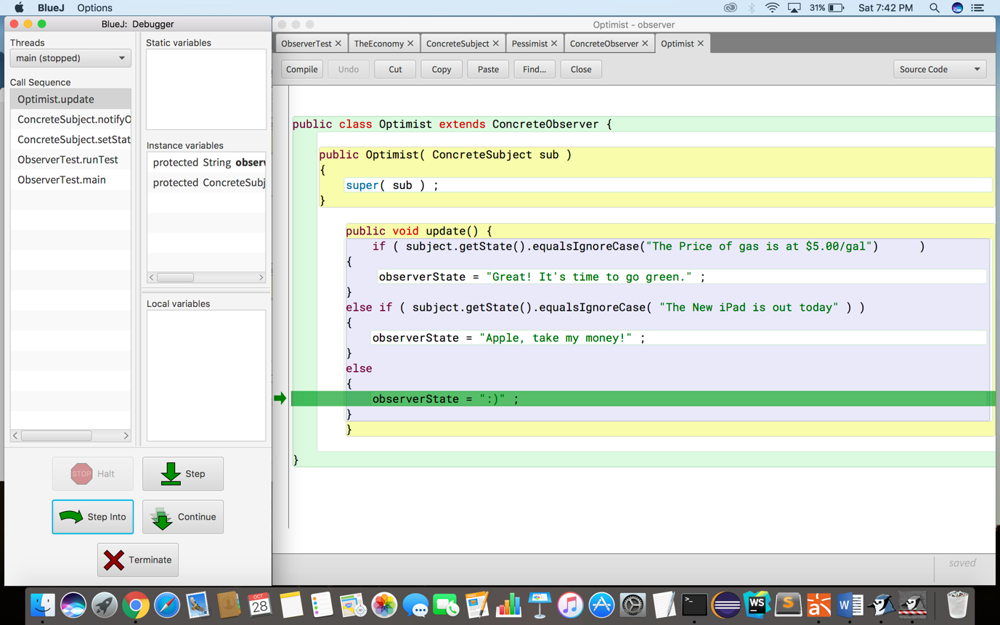 BlueJ Options 31% Sat 7:42 PM
BlueJ: Debugger
Threads
main (stopped)
Call Sequence
Optimist.update
ConcreteSubject.notifyO
ConcreteSubject.setStat
ObserverTest.runTest
ObserverTest.main
Static variables
Instance variables
protected String observ
protected ConcreteSubj
Local variables
STOP Halt
Step
Step Into
Continue
Terminate
Optimist - observer
ObserverTest TheEconomy ConcreteSubject Pessimist ConcreteObserver Optimist
Compile Undo Cut Copy Paste Find... Close Source Code
public class Optimist extends ConcreteObserver {
public Optimist( ConcreteSubject sub )
{
super( sub ) ;
}
public void update() {
if ( subject.getState().equalsIgnoreCase("The Price of gas is at $5.00/gal") )
{
observerState = "Great! It's time to go green." ;
}
else if ( subject.getState().equalsIgnoreCase( "The New iPad is out today" ) )
{
observerState = "Apple, take my money!" ;
}
else
{
observerState = ":)" ;
}
}
}
saved
OCT
28
WS
S
W